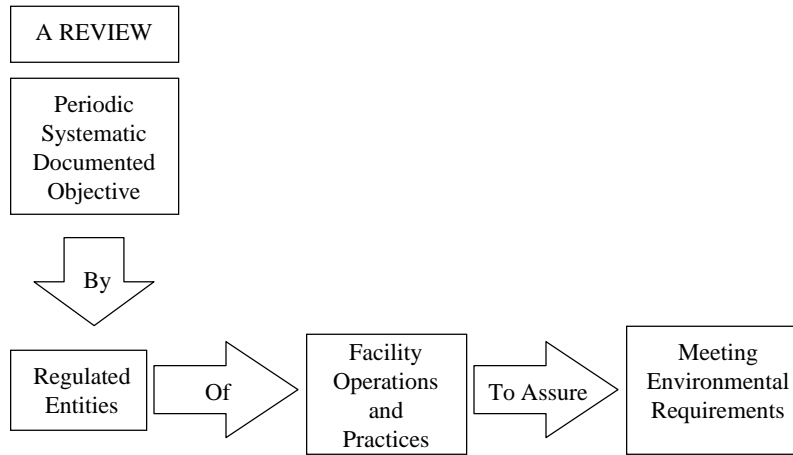 A REVIEW
Periodic
Systematic
Documented
Objective
By
Regulated
Entities
Of
Facility
Operations
and
Practices
To Assure
Meeting
Environmental
Requirements